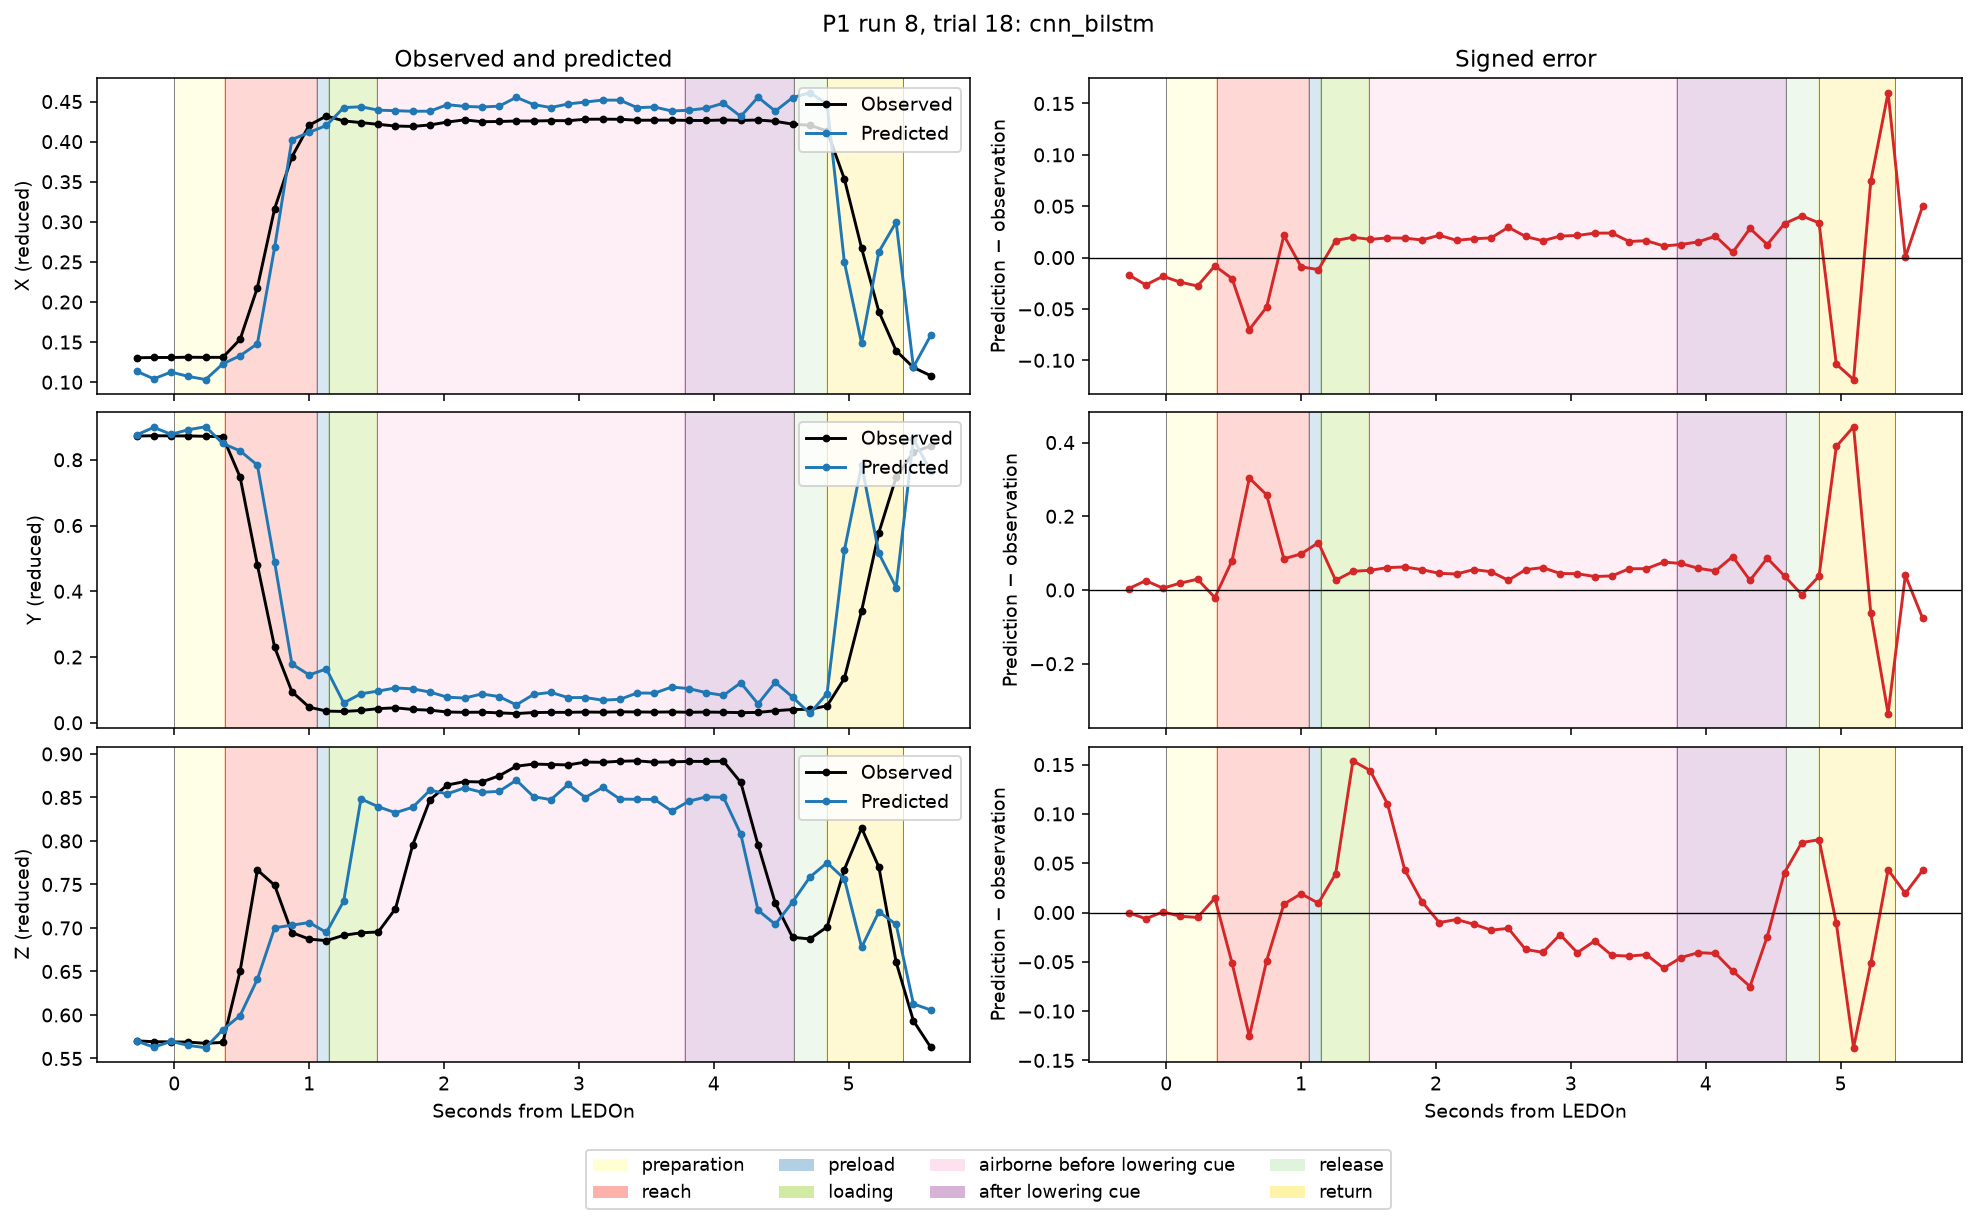 P1 run 8, trial 18: cnn_bilstm
Observed and predicted
Signed error
0.45
0.40
0.35
0.30
0.25
0.20
0.15
0.10
X (reduced)
Observed
Predicted
0.15
0.10
0.05
0.00
−0.05
−0.10
Prediction − observation
0.8
0.6
0.4
0.2
0.0
Y (reduced)
Observed
Predicted
0.4
0.2
0.0
−0.2
Prediction − observation
0.90
0.85
0.80
0.75
0.70
0.65
0.60
0.55
Z (reduced)
Observed
Predicted
0 1 2 3 4 5
Seconds from LEDOn
0.15
0.10
0.05
0.00
−0.05
−0.10
−0.15
Prediction − observation
0 1 2 3 4 5
Seconds from LEDOn
preparation preload airborne before lowering cue release
reach loading after lowering cue return